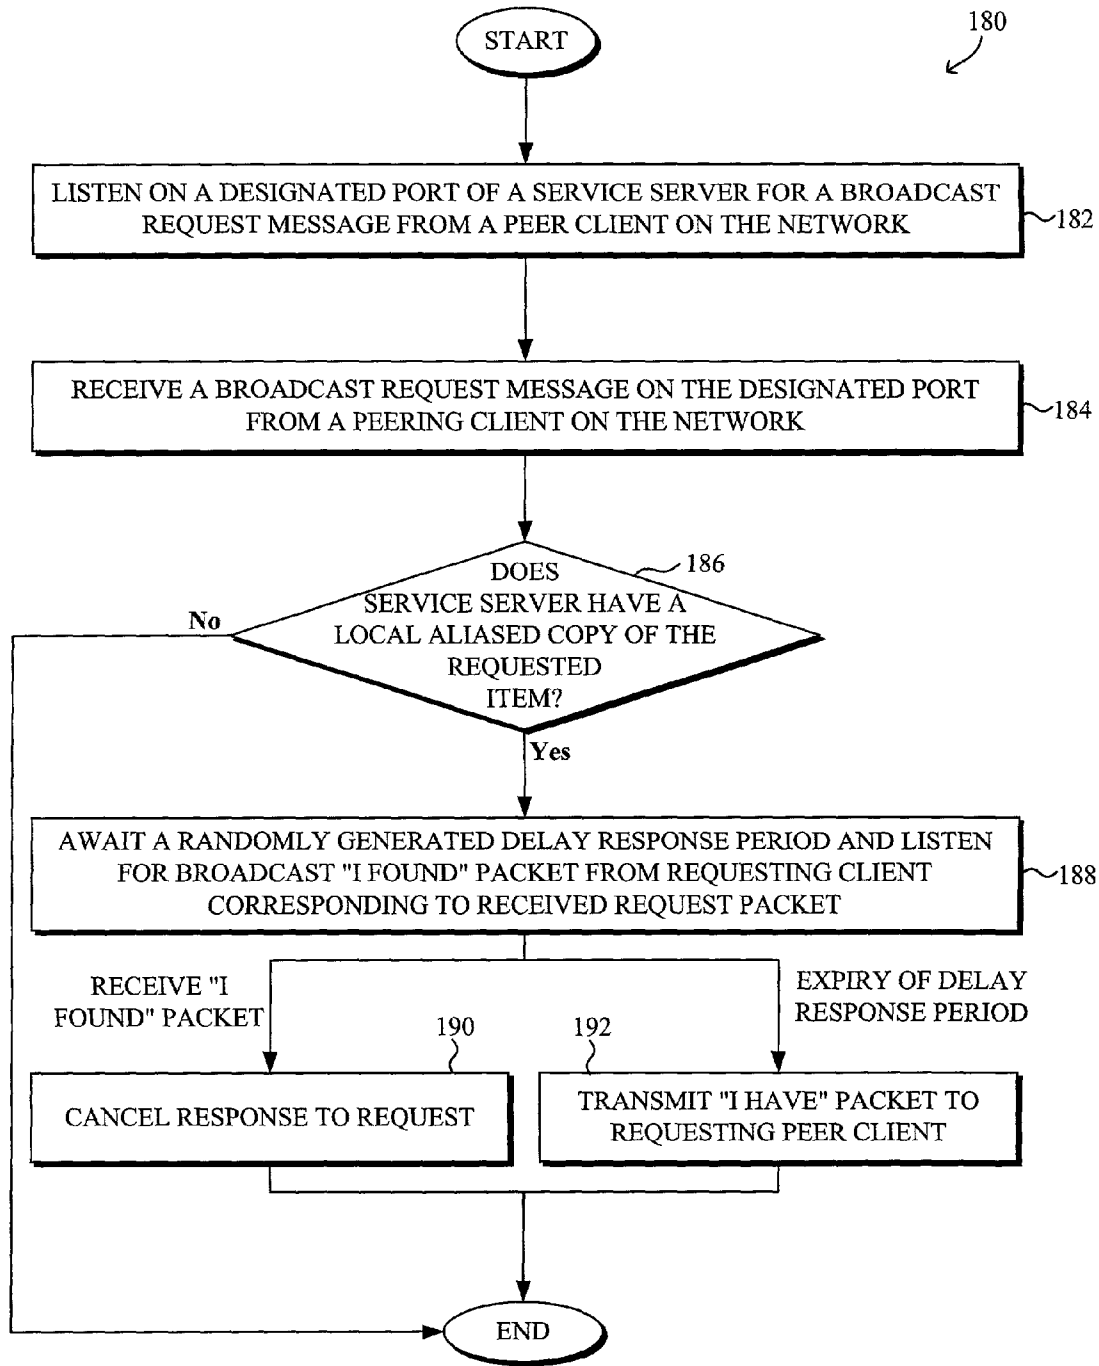 START
180
LISTEN ON A DESIGNATED PORT OF A SERVICE SERVER FOR A BROADCAST
REQUEST MESSAGE FROM A PEER CLIENT ON THE NETWORK
182
RECEIVE A BROADCAST REQUEST MESSAGE ON THE DESIGNATED PORT
FROM A PEERING CLIENT ON THE NETWORK
184
186
DOES
SERVICE SERVER HAVE A
LOCAL ALIASED COPY OF THE
REQUESTED
ITEM?
No
Yes
AWAIT A RANDOMLY GENERATED DELAY RESPONSE PERIOD AND LISTEN
FOR BROADCAST "I FOUND" PACKET FROM REQUESTING CLIENT
CORRESPONDING TO RECEIVED REQUEST PACKET
188
RECEIVE "I
FOUND" PACKET
EXPIRY OF DELAY
RESPONSE PERIOD
190
192
CANCEL RESPONSE TO REQUEST
TRANSMIT "I HAVE" PACKET TO
REQUESTING PEER CLIENT
END